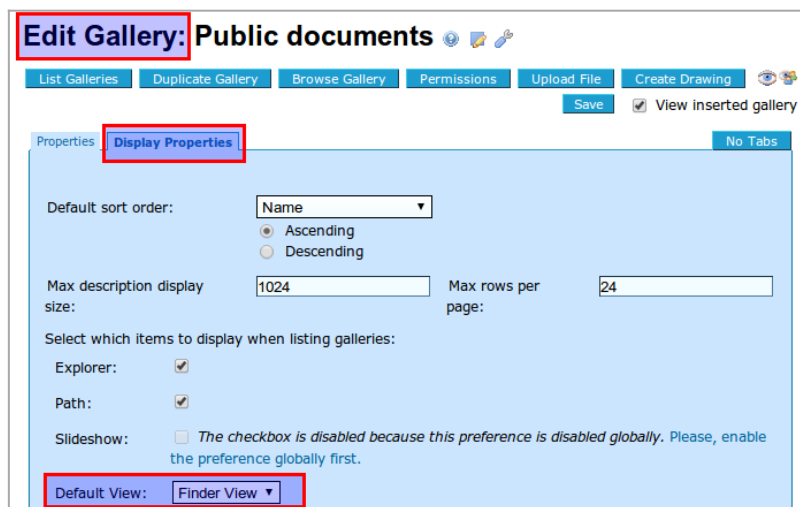 Edit Gallery: Public documents
List Galleries Duplicate Gallery Browse Gallery Permissions Upload File Create Drawing
Save View inserted gallery
Properties Display Properties No Tabs
Default sort order: Name
Ascending
Descending
Max description display size: 1024 Max rows per page: 24
Select which items to display when listing galleries:
Explorer:
Path:
Slideshow: The checkbox is disabled because this preference is disabled globally. Please, enable
the preference globally first.
Default View: Finder View